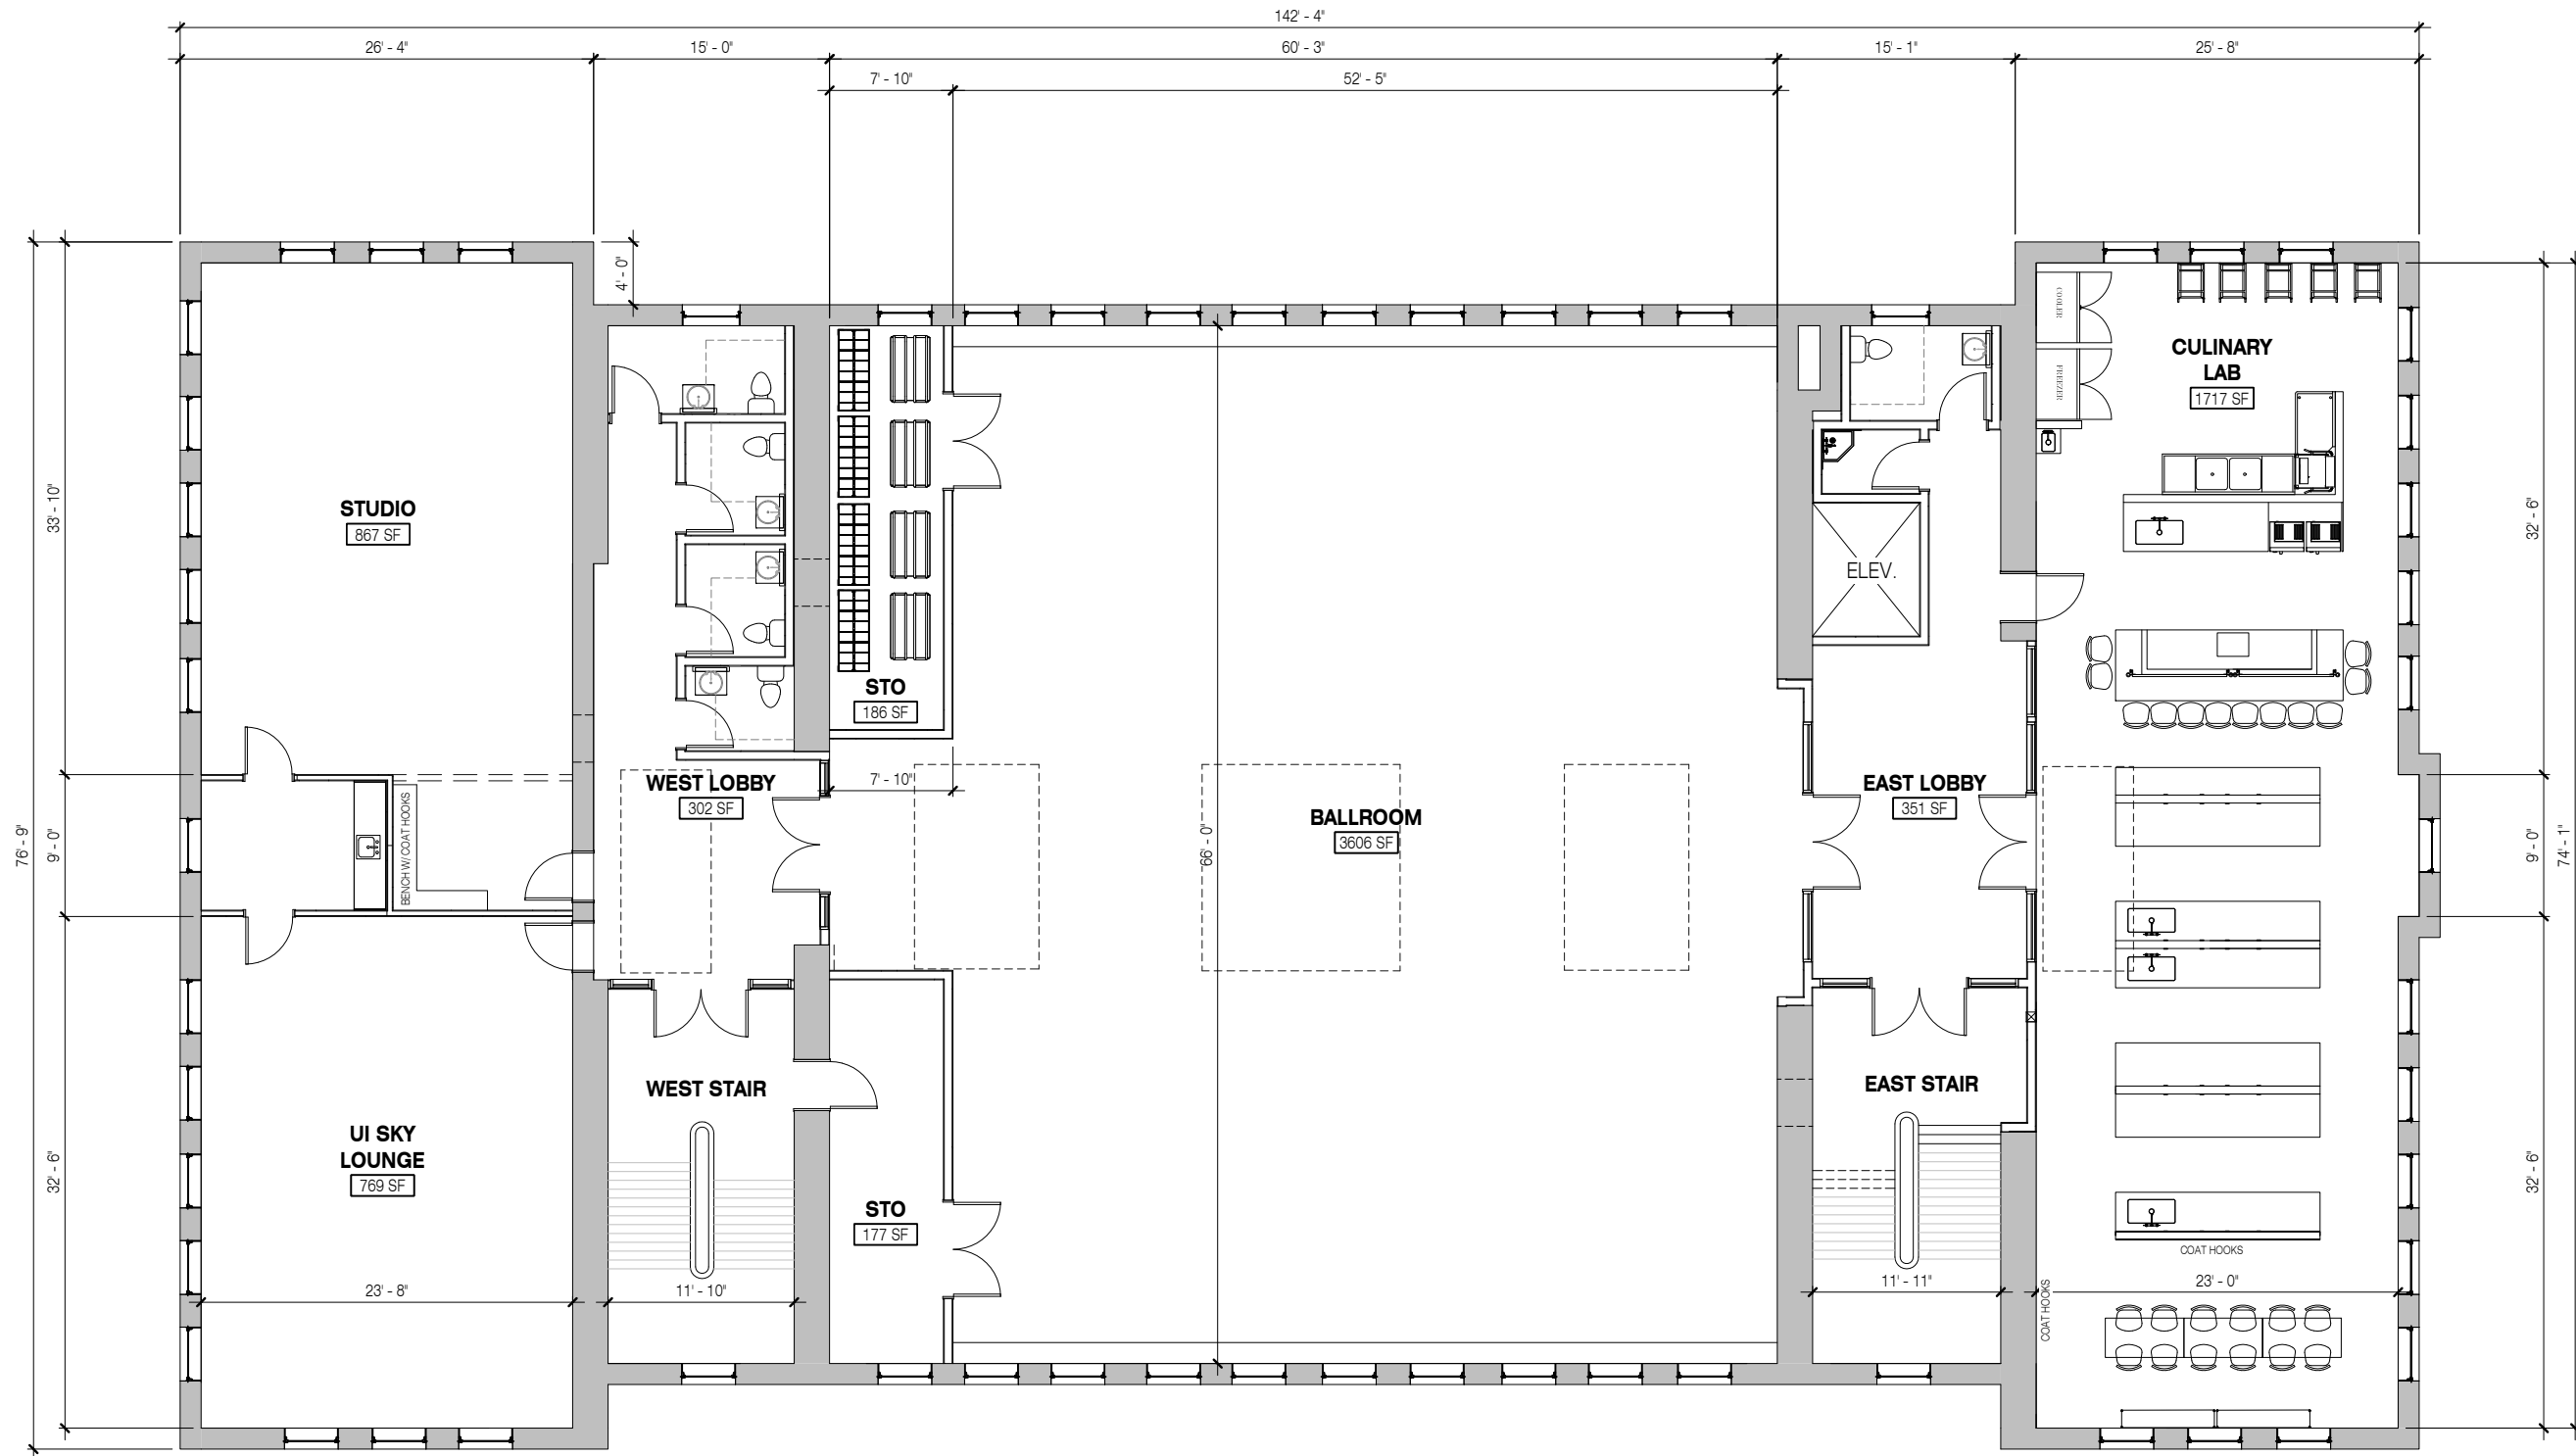 142' - 4"
26' - 4"
15' - 0"
60' - 3"
15' - 1"
25' - 8"
7' - 10"
52' - 5"
4' - 0"
33' - 10"
9' - 0"
32' - 6"
76' - 9"
STUDIO
867 SF
BENCH W/ COAT HOOKS
UI SKY
LOUNGE
769 SF
23' - 8"
WEST LOBBY
302 SF
WEST STAIR
11' - 10"
STO
186 SF
7' - 10"
STO
177 SF
66' - 0"
BALLROOM
3606 SF
ELEV.
EAST LOBBY
351 SF
EAST STAIR
11' - 11"
COOLER
FREEZER
CULINARY
LAB
1717 SF
COAT HOOKS
COAT HOOKS
23' - 0"
32' - 6"
9' - 0"
32' - 6"
74' - 1"